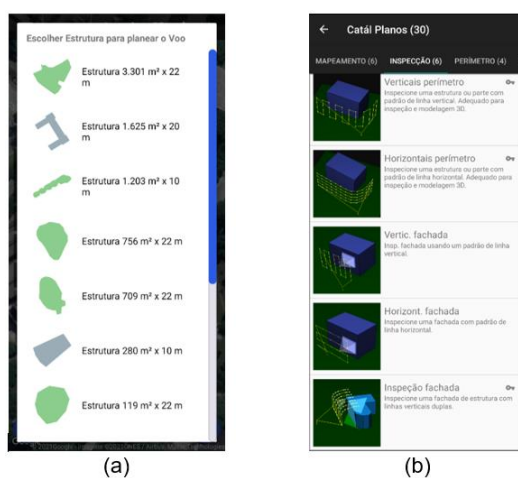 Escolher Estrutura para planear o Voo
Estrutura 3.301 m² x 22
m
Estrutura 1.625 m² x 20
m
Estrutura 1.203 m² x 10
m
Estrutura 756 m² x 22 m
Estrutura 709 m² x 22 m
Estrutura 280 m² x 10 m
Estrutura 119 m² x 22 m
(a)
Catál Planos (30)
MAPEAMENTO (6) INSPECÇÃO (6) PERÍMETRO (4)
Verticais perímetro
Inspecione uma estrutura ou parte com
padrão de linha vertical. Adequado para
inspeção e modelagem 3D.
Horizontais perímetro
Inspecione uma estrutura ou parte com
padrão de linha horizontal. Adequado para
inspeção e modelagem 3D.
Vertic. fachada
Insp. fachada usando um padrão de linha
vertical.
Horizont. fachada
Inspecione uma fachada com padrão de
linha horizontal.
Inspeção fachada
Inspecione uma fachada de estrutura com
linhas verticais duplas.
(b)